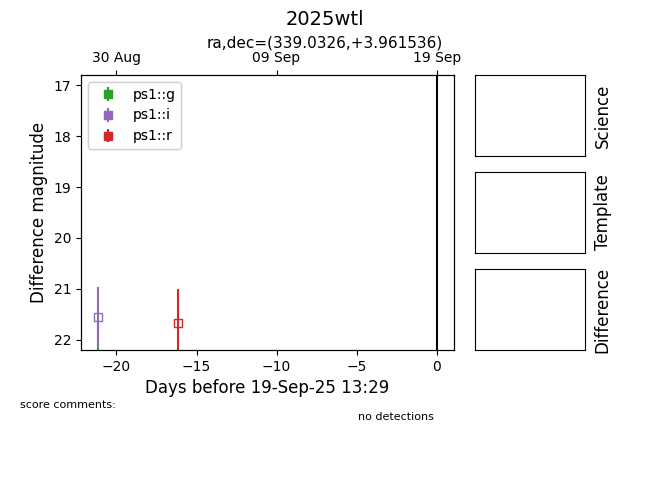 2025wtl
ra,dec=(339.0326,+3.961536)
30 Aug 09 Sep 19 Sep
17
18
19
20
21
22
Difference magnitude
ps1::g
ps1::i
ps1::r
−20 −15 −10 −5 0
Days before 19-Sep-25 13:29
Science
Template
Difference
score comments:
no detections